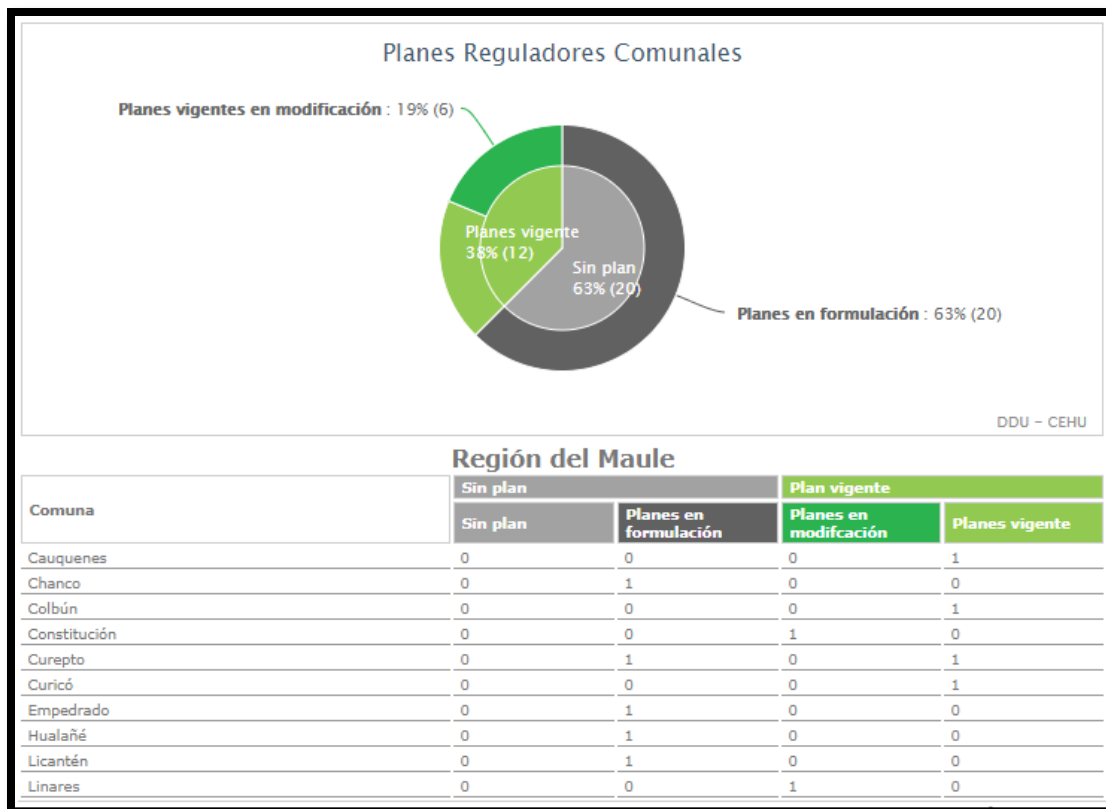 Planes Reguladores Comunales
Planes vigentes en modificación : 19% (6)
Planes vigente
38% (12)
Sin plan
63% (20)
Planes en formulación : 63% (20)
DDU - CEHU
Región del Maule
Comuna
Sin plan Plan vigente
Sin plan Planes en formulación Planes en modifcación Planes vigente
Cauquenes 0 0 0 1
Chanco 0 1 0 0
Colbún 0 0 0 1
Constitución 0 0 1 0
Curepto 0 1 0 1
Curicó 0 0 0 1
Empedrado 0 1 0 0
Hualañé 0 1 0 0
Licantén 0 1 0 0
Linares 0 0 1 0